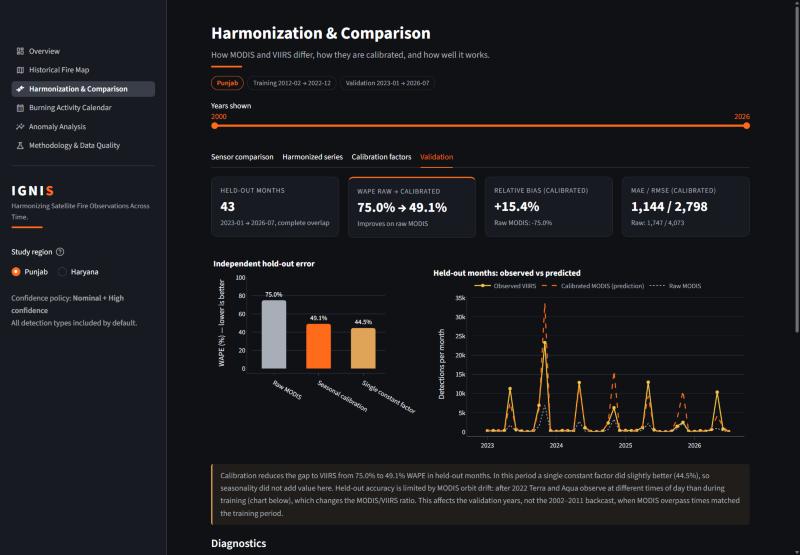 Overview
Historical Fire Map
Harmonization & Comparison
Burning Activity Calendar
Anomaly Analysis
Methodology & Data Quality
IGNIS
Harmonizing Satellite Fire Observations Across
Time.
Study region
Punjab
Haryana
Confidence policy: Nominal + High
confidence
All detection types included by default.
Harmonization & Comparison
How MODIS and VIIRS differ, how they are calibrated, and how well it works.
Punjab
Training 2012-02 → 2022-12
Validation 2023-01 → 2026-07
Years shown
2000
2026
Sensor comparison
Harmonized series
Calibration factors
Validation
HELD-OUT MONTHS
43
2023-01 → 2026-07, complete overlap
WAPE RAW → CALIBRATED
75.0% → 49.1%
Improves on raw MODIS
RELATIVE BIAS (CALIBRATED)
+15.4%
Raw MODIS: -75.0%
MAE / RMSE (CALIBRATED)
1,144 / 2,798
Raw: 1,747 / 4,073
Independent hold-out error
WAPE (%) — lower is better
100
80
60
40
20
0
75.0%
49.1%
44.5%
Raw MODIS
Seasonal calibration
Single constant factor
Held-out months: observed vs predicted
Observed VIIRS
Calibrated MODIS (prediction)
Raw MODIS
Detections per month
35k
30k
25k
20k
15k
10k
5k
0
2023
2024
2025
2026
Calibration reduces the gap to VIIRS from 75.0% to 49.1% WAPE in held-out months. In this period a single constant factor did slightly better (44.5%), so
seasonality did not add value here. Held-out accuracy is limited by MODIS orbit drift: after 2022 Terra and Aqua observe at different times of day than during
training (chart below), which changes the MODIS/VIIRS ratio. This affects the validation years, not the 2002–2011 backcast, when MODIS overpass times matched
the training period.
Diagnostics